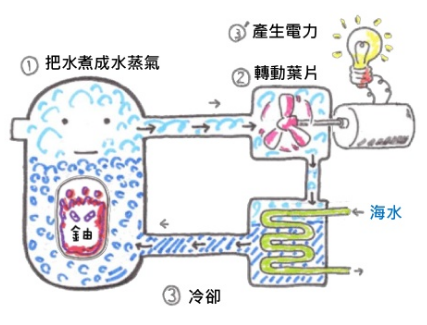 ① 把水煮成水蒸氣
③' 產生電力
② 轉動葉片
鈾
海水
③ 冷卻